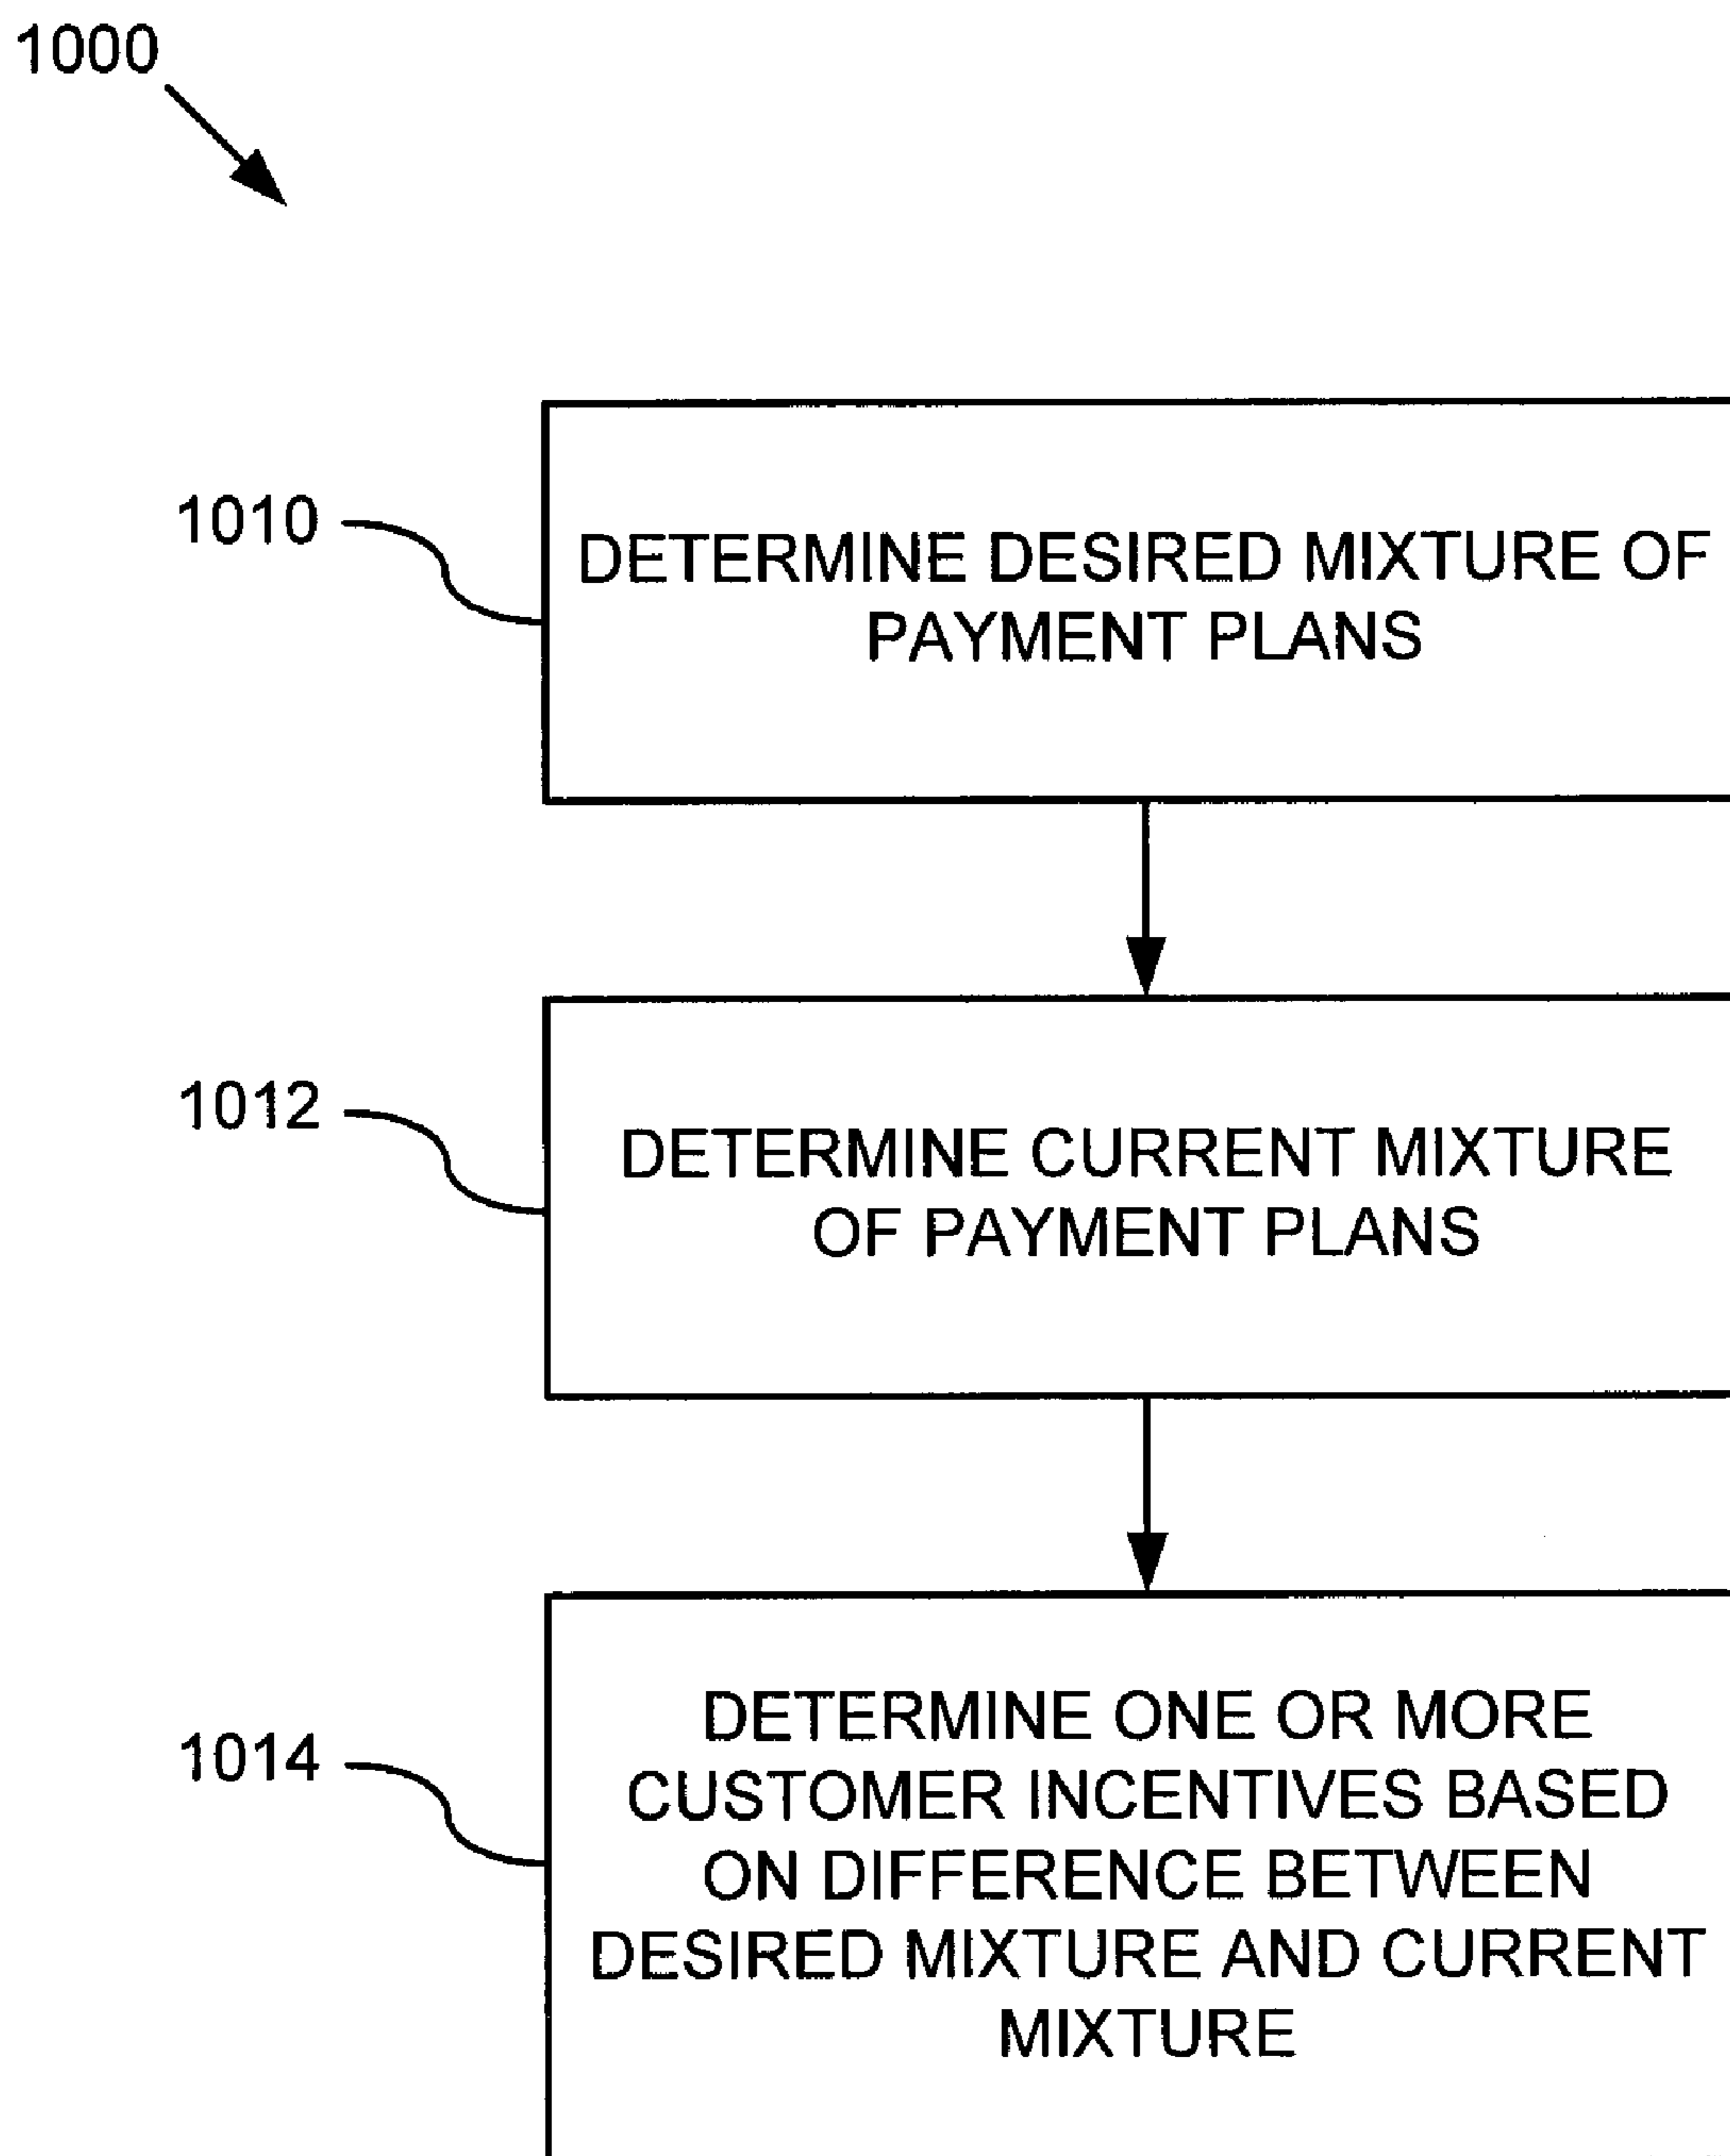 1000
1010
DETERMINE DESIRED MIXTURE OF
PAYMENT PLANS
1012
DETERMINE CURRENT MIXTURE
OF PAYMENT PLANS
1014
DETERMINE ONE OR MORE
CUSTOMER INCENTIVES BASED
ON DIFFERENCE BETWEEN
DESIRED MIXTURE AND CURRENT
MIXTURE